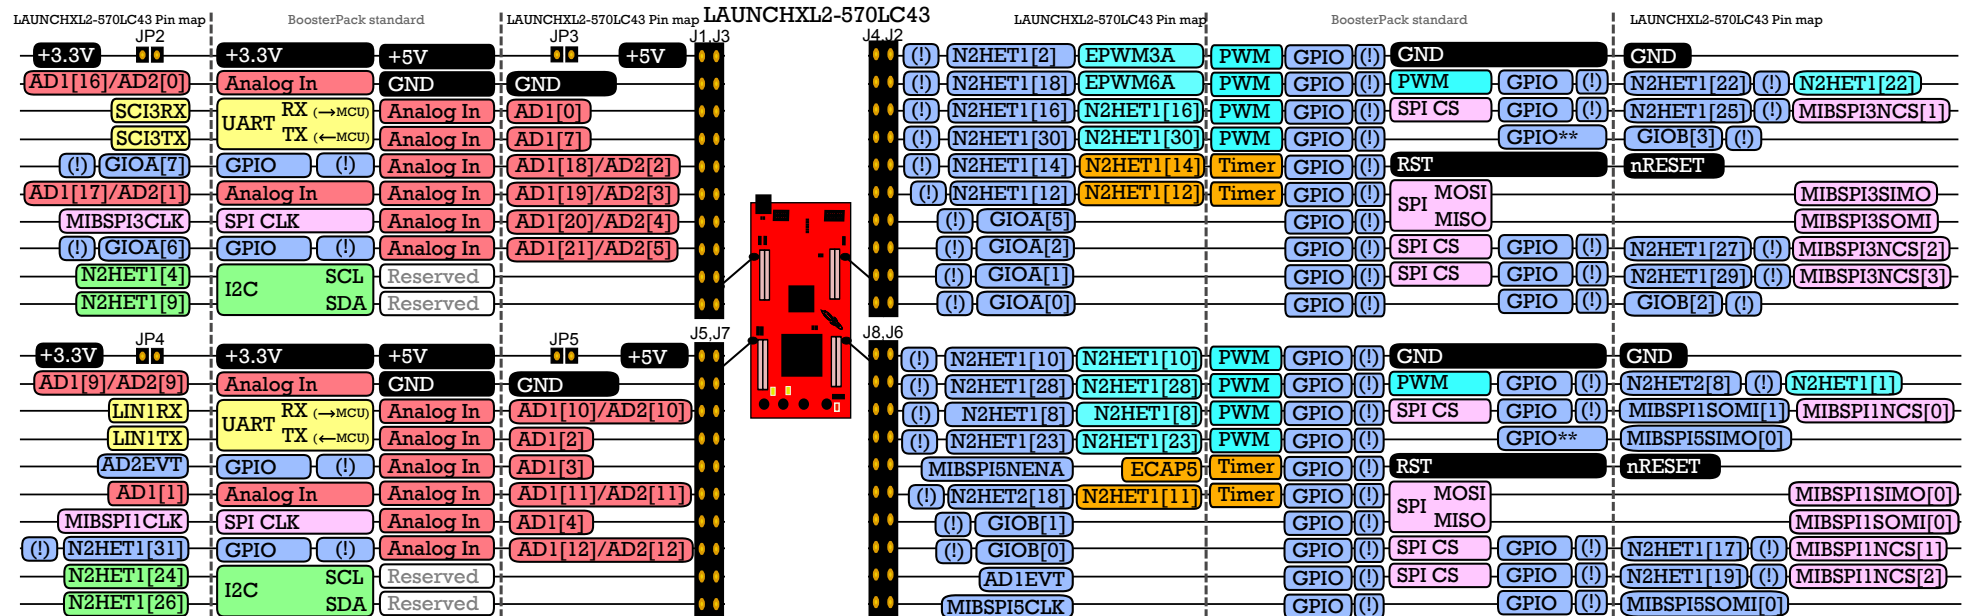 LAUNCHXL2-570LC43 Pin map BoosterPack standard LAUNCHXL2-570LC43 Pin map LAUNCHXL2-570LC43 LAUNCHXL2-570LC43 Pin map BoosterPack standard LAUNCHXL2-570LC43 Pin map
JP2 JP3 J1,J3 J4,J2
+3.3V +3.3V +5V +5V (!) N2HET1[2] EPWM3A PWM GPIO (!) GND GND
AD1[16]/AD2[0] Analog In GND GND (!) N2HET1[18] EPWM6A PWM GPIO (!) PWM GPIO (!) N2HET1[22] (!) N2HET1[22]
SCI3RX UART RX (→MCU) Analog In AD1[0] (!) N2HET1[16] N2HET1[16] PWM GPIO (!) SPI CS GPIO (!) N2HET1[25] (!) MIBSPI3NCS[1]
SCI3TX TX (←MCU) Analog In AD1[7] (!) N2HET1[30] N2HET1[30] PWM GPIO (!) GPIO** GIOB[3] (!)
(!) GIOA[7] GPIO (!) Analog In AD1[18]/AD2[2] (!) N2HET1[14] N2HET1[14] Timer GPIO (!) RST nRESET
AD1[17]/AD2[1] Analog In Analog In AD1[19]/AD2[3] (!) N2HET1[12] N2HET1[12] Timer GPIO (!) SPI MOSI MIBSPI3SIMO
MIBSPI3CLK SPI CLK Analog In AD1[20]/AD2[4] (!) GIOA[5] GPIO (!) MISO MIBSPI3SOMI
(!) GIOA[6] GPIO (!) Analog In AD1[21]/AD2[5] (!) GIOA[2] GPIO (!) SPI CS GPIO (!) N2HET1[27] (!) MIBSPI3NCS[2]
N2HET1[4] I2C SCL Reserved (!) GIOA[1] GPIO (!) SPI CS GPIO (!) N2HET1[29] (!) MIBSPI3NCS[3]
N2HET1[9] SDA Reserved (!) GIOA[0] GPIO (!) GPIO (!) GIOB[2] (!)
JP4 JP5 J5,J7 J8,J6
+3.3V +3.3V +5V +5V (!) N2HET1[10] N2HET1[10] PWM GPIO (!) GND GND
AD1[9]/AD2[9] Analog In GND GND (!) N2HET1[28] N2HET1[28] PWM GPIO (!) PWM GPIO (!) N2HET2[8] (!) N2HET1[1]
LIN1RX UART RX (→MCU) Analog In AD1[10]/AD2[10] (!) N2HET1[8] N2HET1[8] PWM GPIO (!) SPI CS GPIO (!) MIBSPI1SOMI[1] MIBSPI1NCS[0]
LIN1TX TX (←MCU) Analog In AD1[2] (!) N2HET1[23] N2HET1[23] PWM GPIO (!) GPIO** MIBSPI5SIMO[0]
AD2EVT GPIO (!) Analog In AD1[3] MIBSPI5NENA ECAP5 Timer GPIO (!) RST nRESET
AD1[1] Analog In Analog In AD1[11]/AD2[11] (!) N2HET2[18] N2HET1[11] Timer GPIO (!) SPI MOSI MIBSPI1SIMO[0]
MIBSPI1CLK SPI CLK Analog In AD1[4] (!) GIOB[1] GPIO (!) MISO MIBSPI1SOMI[0]
(!) N2HET1[31] GPIO (!) Analog In AD1[12]/AD2[12] (!) GIOB[0] GPIO (!) SPI CS GPIO (!) N2HET1[17] (!) MIBSPI1NCS[1]
N2HET1[24] I2C SCL Reserved AD1EVT GPIO (!) SPI CS GPIO (!) N2HET1[19] (!) MIBSPI1NCS[2]
N2HET1[26] SDA Reserved MIBSPI5CLK GPIO (!) GPIO (!) MIBSPI5SOMI[0]